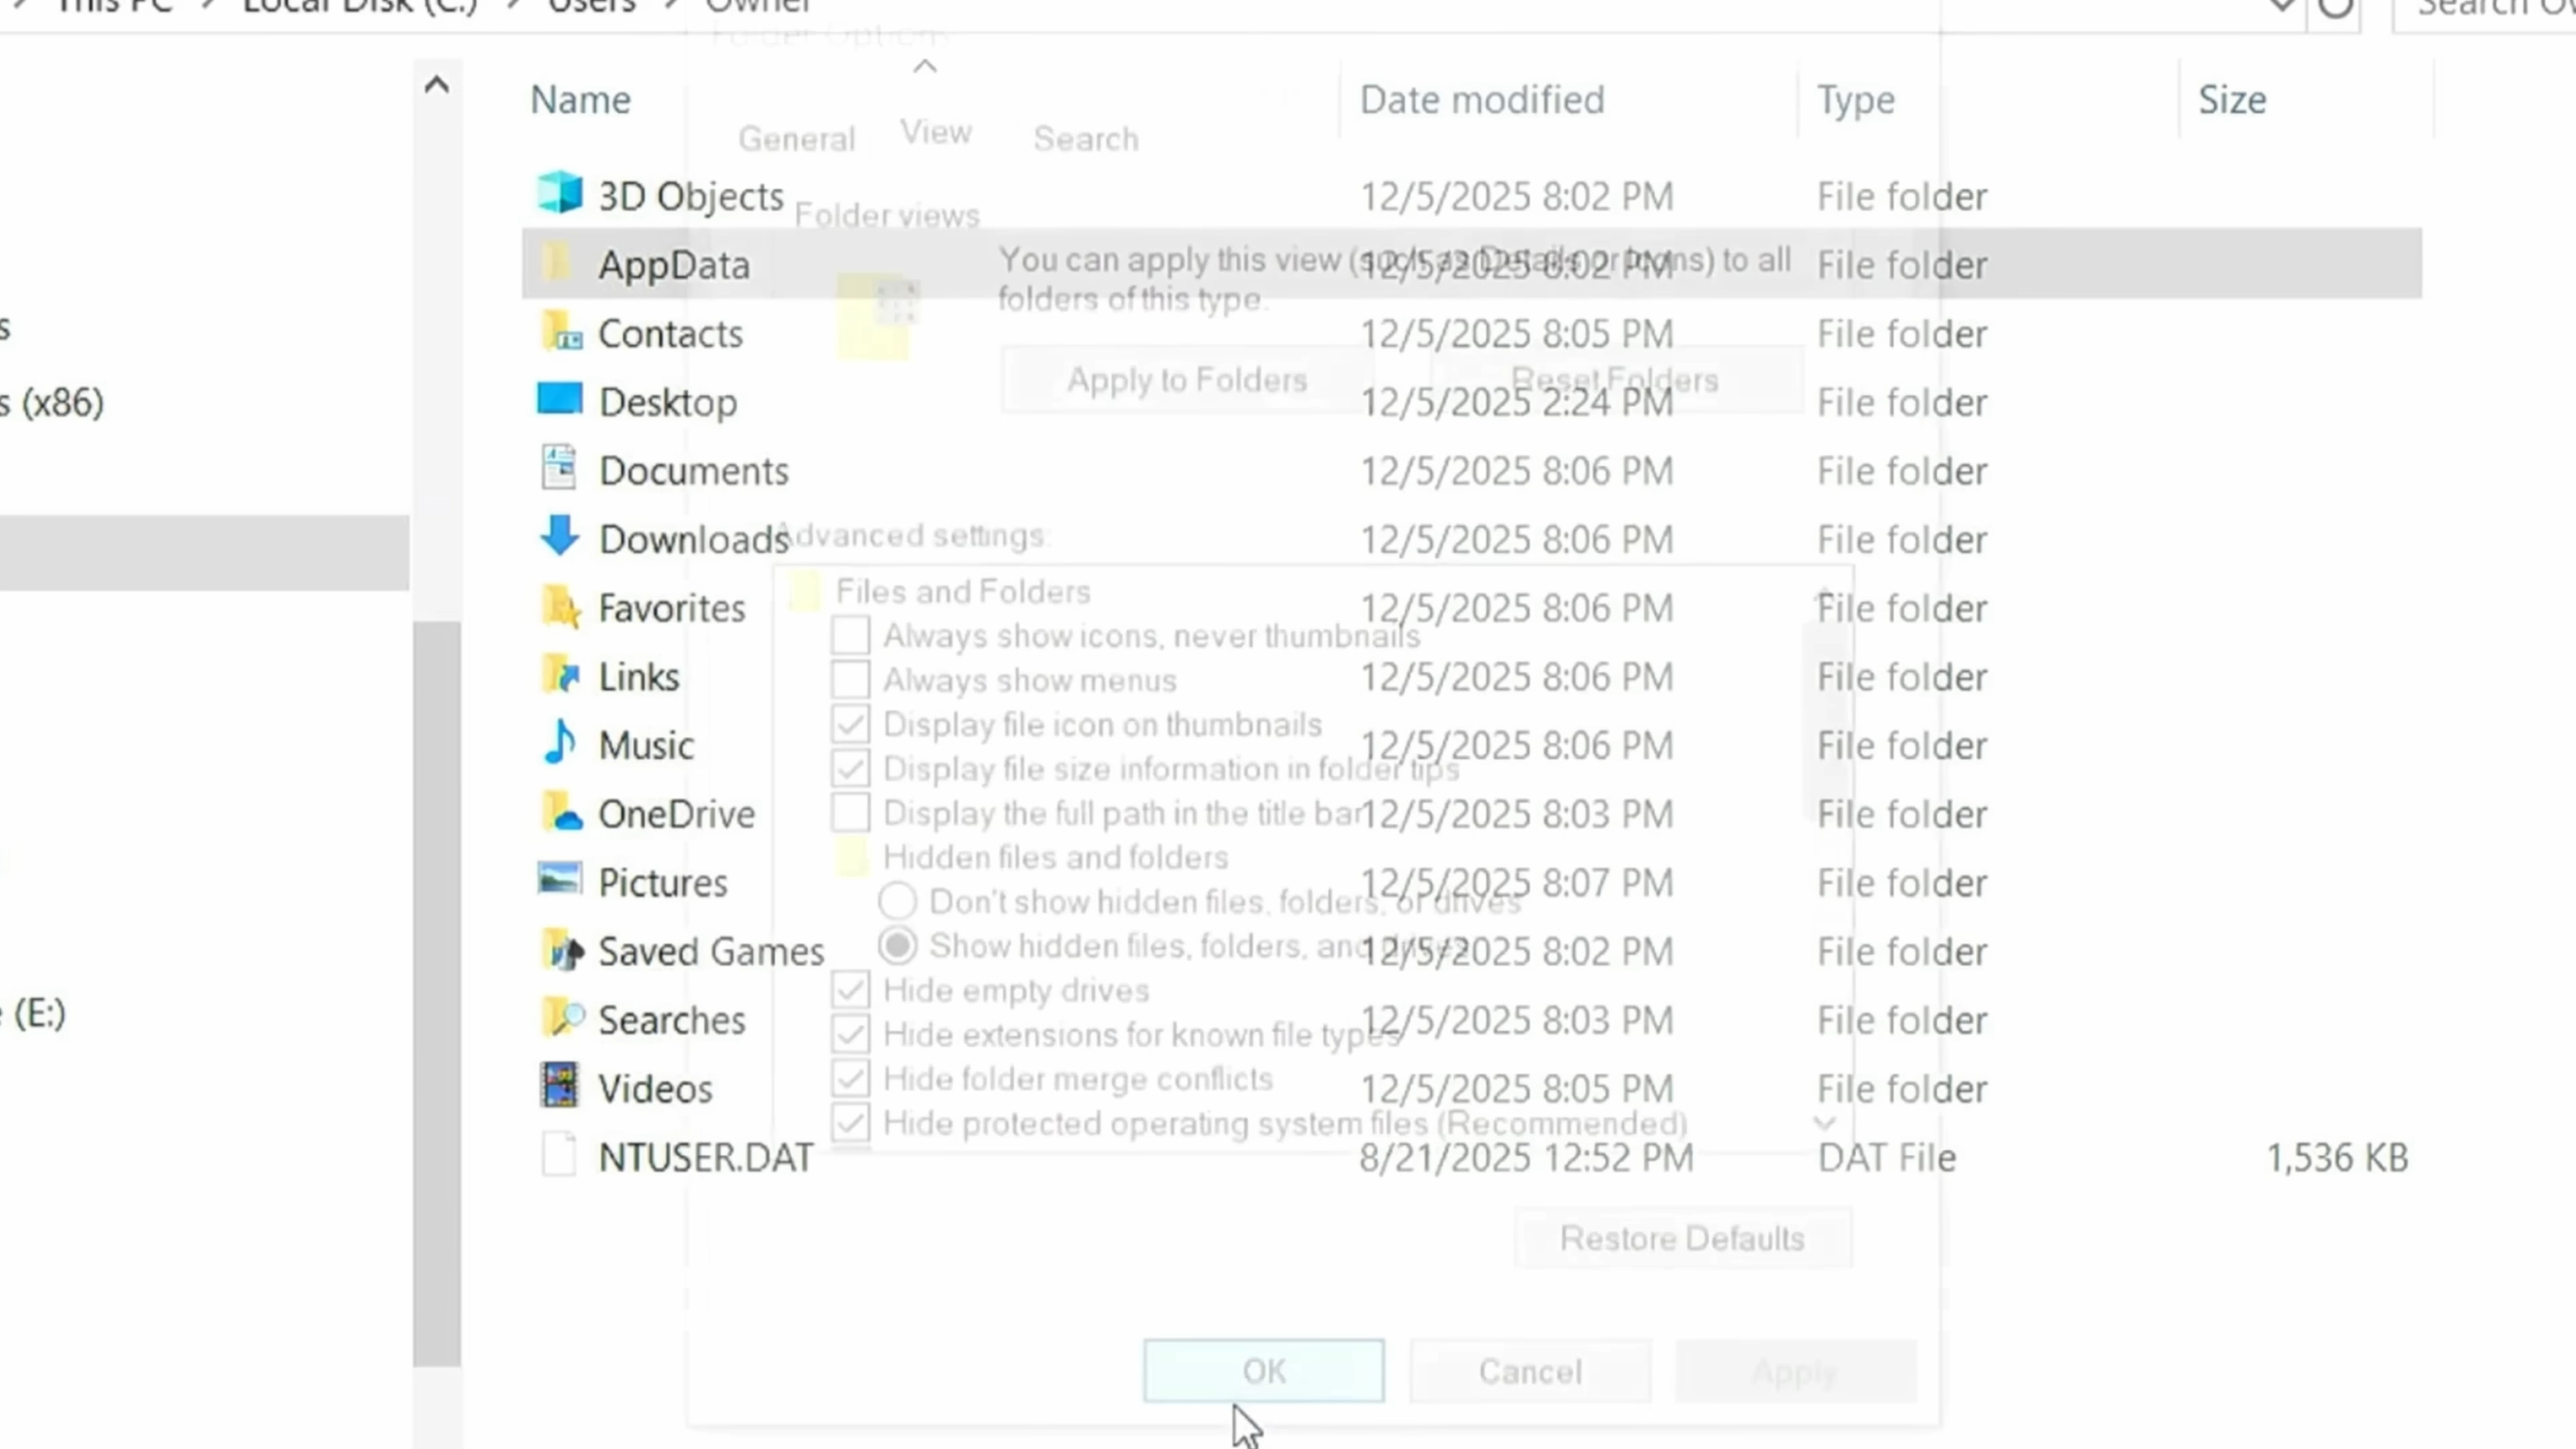 This PC > Local Disk (C:) > Users > Owner
Search Ow
Folder Options
Name Date modified Type Size
General View Search
3D Objects 12/5/2025 8:02 PM File folder
Folder views
AppData 12/5/2025 8:02 PM File folder
You can apply this view (such as Details or Icons) to all
folders of this type.
Contacts 12/5/2025 8:05 PM File folder
Apply to Folders Reset Folders
s
Desktop 12/5/2025 2:24 PM File folder
s (x86)
Documents 12/5/2025 8:06 PM File folder
Downloads 12/5/2025 8:06 PM File folder
Advanced settings:
Files and Folders
Favorites 12/5/2025 8:06 PM File folder
Always show icons, never thumbnails
Links 12/5/2025 8:06 PM File folder
Always show menus
Display file icon on thumbnails
Music 12/5/2025 8:06 PM File folder
Display file size information in folder tips
OneDrive 12/5/2025 8:03 PM File folder
Display the full path in the title bar
Hidden files and folders
Pictures 12/5/2025 8:07 PM File folder
Don't show hidden files, folders, or drives
Saved Games 12/5/2025 8:02 PM File folder
Show hidden files, folders, and drives
Hide empty drives
e (E:)
Searches 12/5/2025 8:03 PM File folder
Hide extensions for known file types
Hide folder merge conflicts
Videos 12/5/2025 8:05 PM File folder
Hide protected operating system files (Recommended)
NTUSER.DAT 8/21/2025 12:52 PM DAT File 1,536 KB
Restore Defaults
OK Cancel Apply